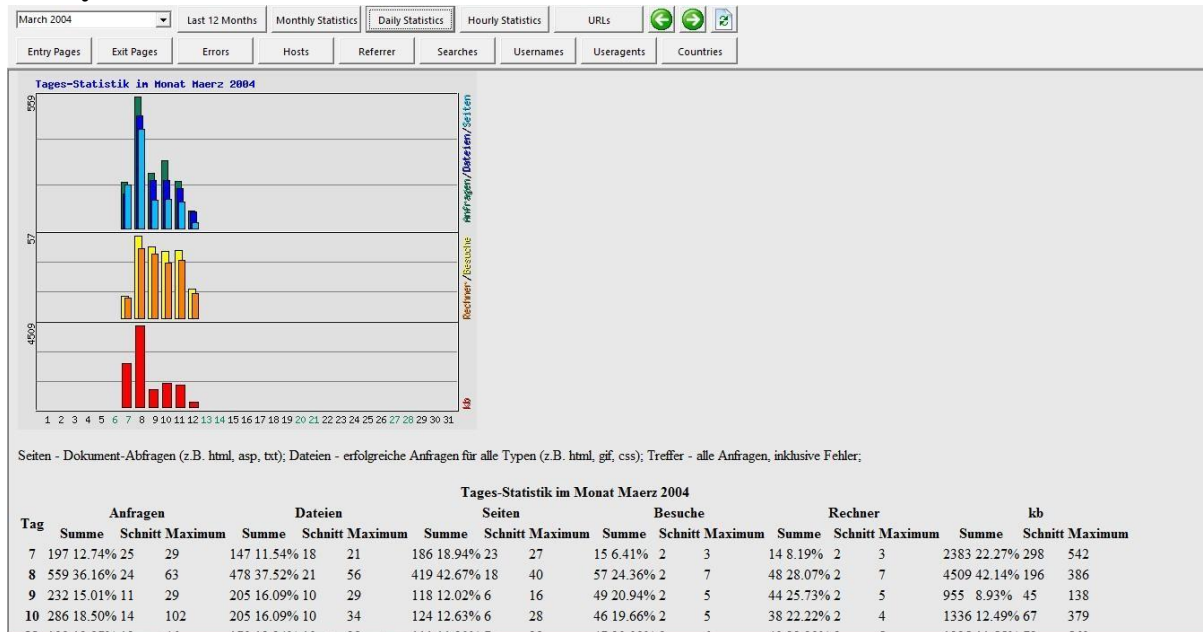 March 2004 Last 12 Months Monthly Statistics Daily Statistics Hourly Statistics URLs
Entry Pages Exit Pages Errors Hosts Referrer Searches Usernames Useragents Countries
Tages-Statistik im Monat Maerz 2004
559
Anfragen/Dateien/Seiten
57
Rechner/Besuche
4509
kb
1 2 3 4 5 6 7 8 9 10 11 12 13 14 15 16 17 18 19 20 21 22 23 24 25 26 27 28 29 30 31
Seiten - Dokument-Abfragen (z.B. html, asp, txt); Dateien - erfolgreiche Anfragen für alle Typen (z.B. html, gif, css); Treffer - alle Anfragen, inklusive Fehler;
Tages-Statistik im Monat Maerz 2004
Tag Anfragen Dateien Seiten Besuche Rechner kb
Summe Schnitt Maximum Summe Schnitt Maximum Summe Schnitt Maximum Summe Schnitt Maximum Summe Schnitt Maximum Summe Schnitt Maximum
7 197 12.74% 25 29 147 11.54% 18 21 186 18.94% 23 27 15 6.41% 2 3 14 8.19% 2 3 2383 22.27% 298 542
8 559 36.16% 24 63 478 37.52% 21 56 419 42.67% 18 40 57 24.36% 2 7 48 28.07% 2 7 4509 42.14% 196 386
9 232 15.01% 11 29 205 16.09% 10 29 118 12.02% 6 16 49 20.94% 2 5 44 25.73% 2 5 955 8.93% 45 138
10 286 18.50% 14 102 205 16.09% 10 34 124 12.63% 6 28 46 19.66% 2 5 38 22.22% 2 4 1336 12.49% 67 379